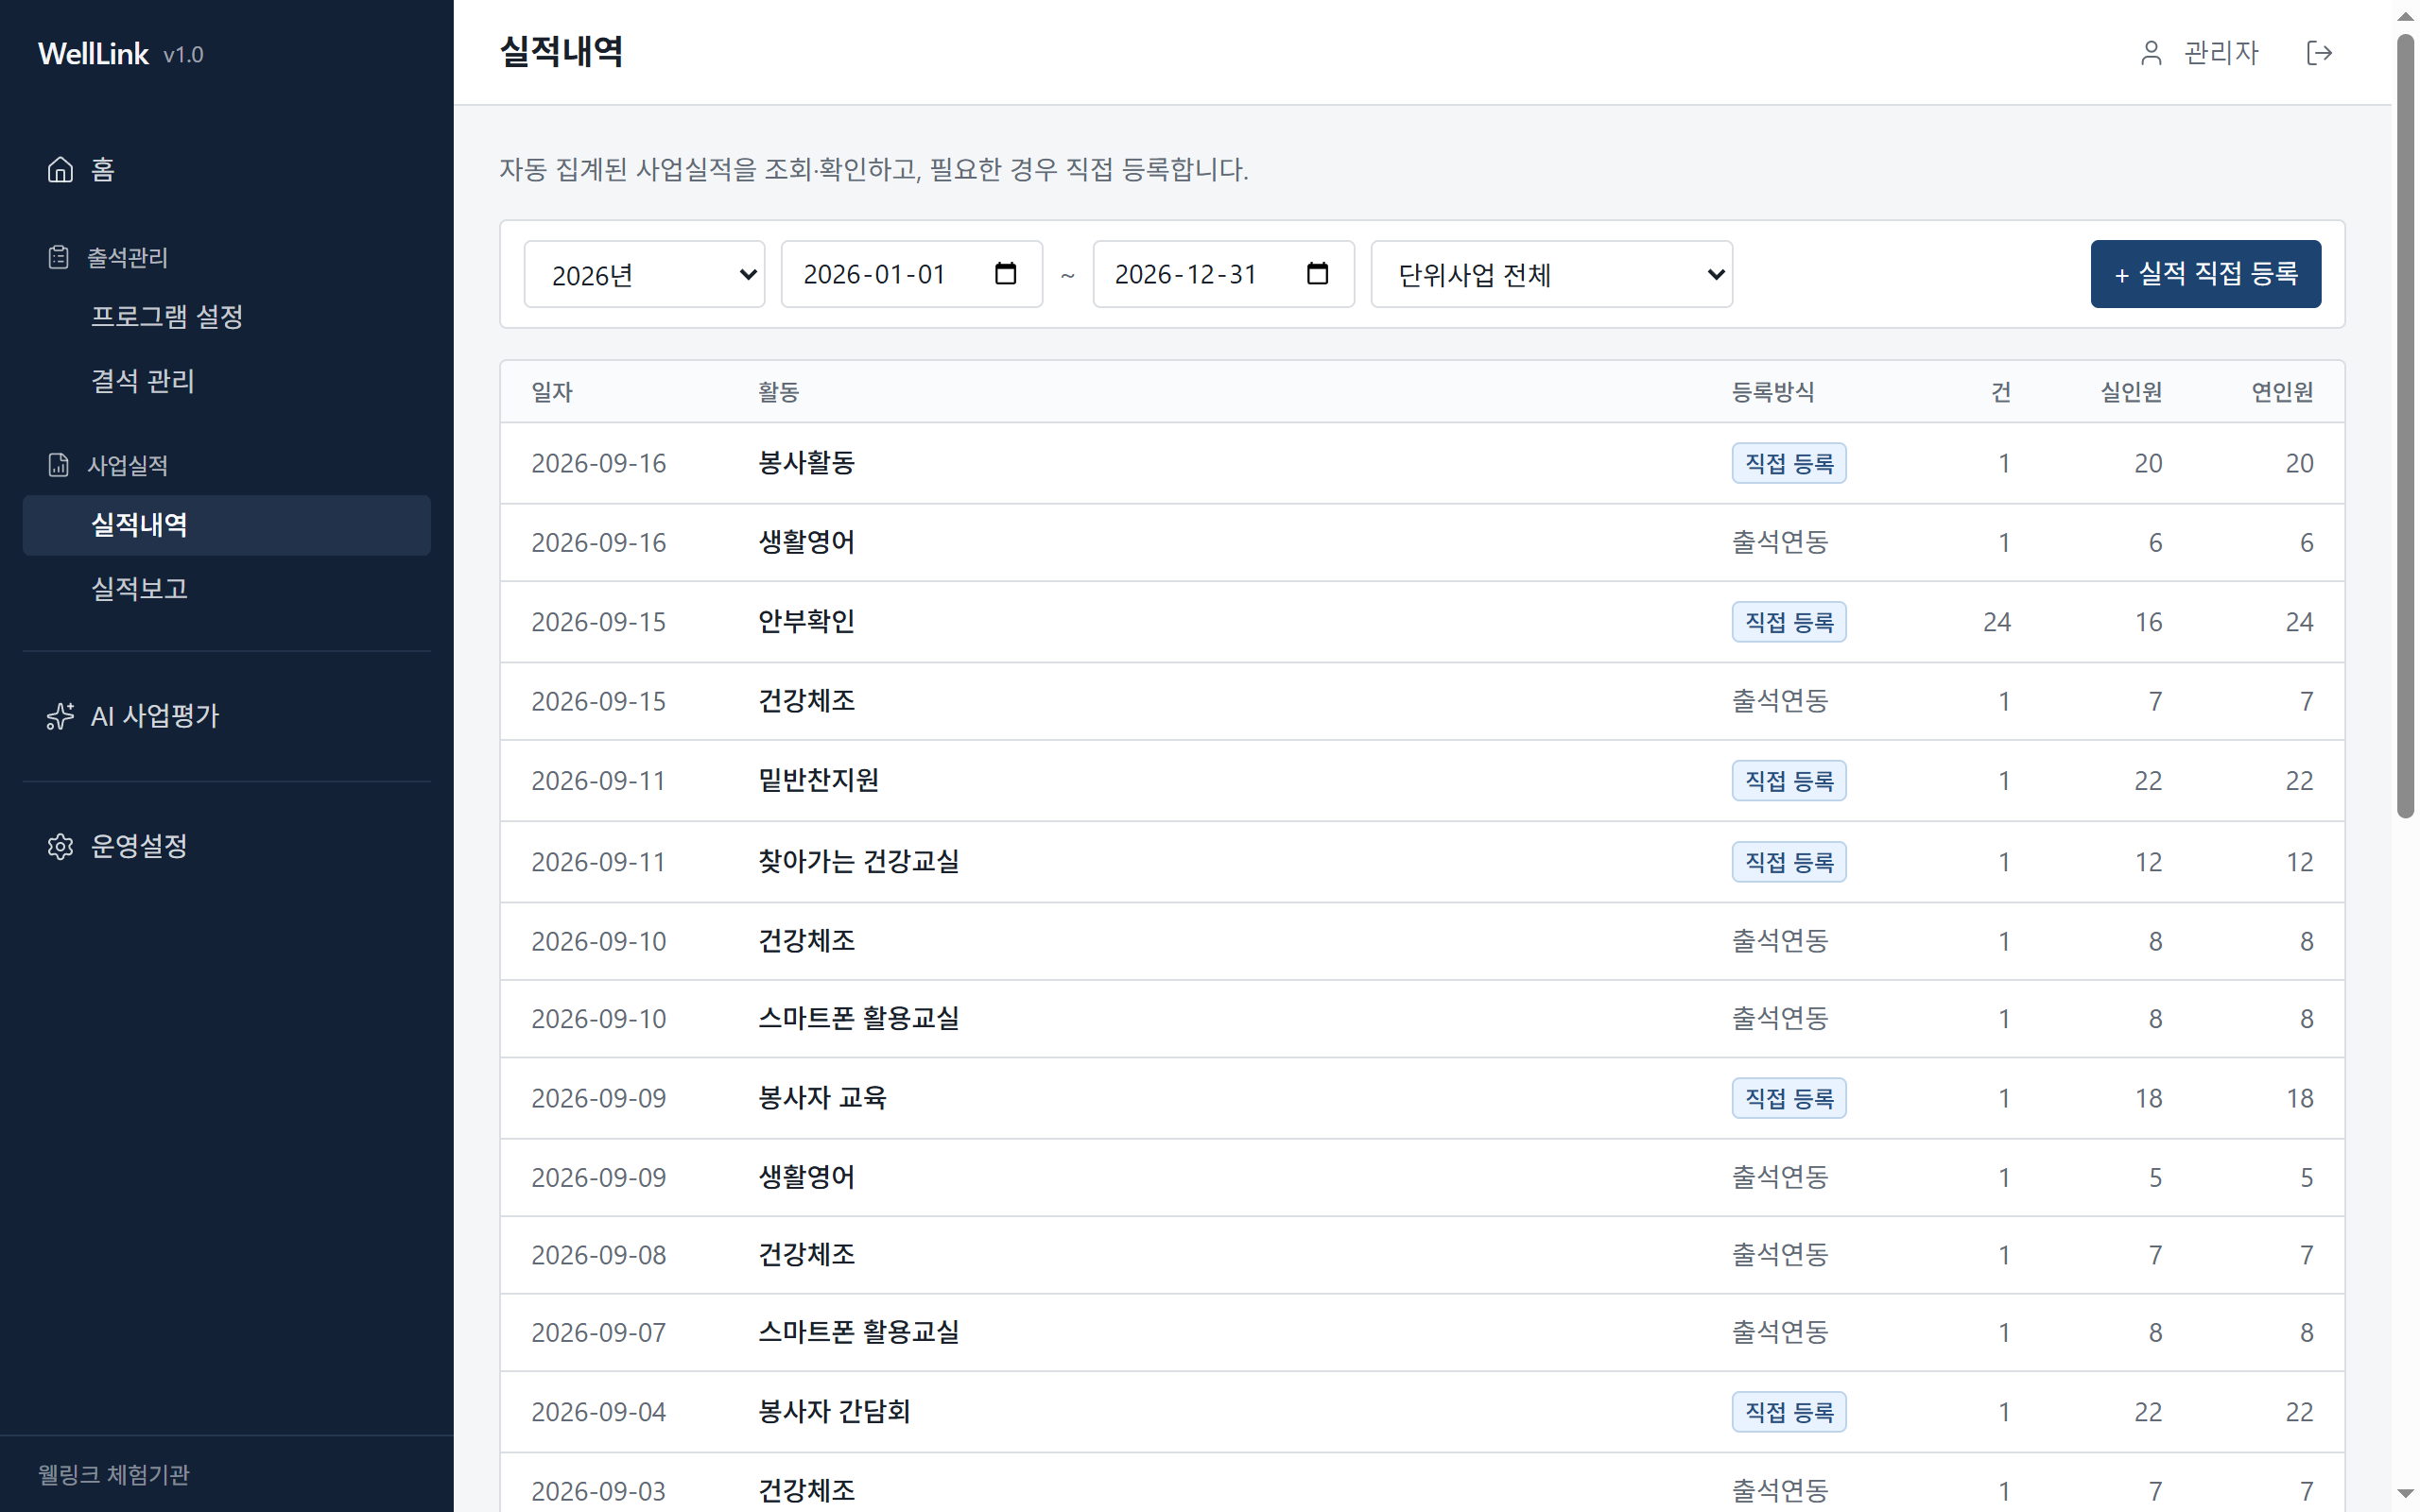 WellLink v1.0
홈
출석관리
프로그램 설정
결석 관리
사업실적
실적내역
실적보고
AI 사업평가
운영설정
웰링크 체험기관
실적내역
관리자
자동 집계된 사업실적을 조회·확인하고, 필요한 경우 직접 등록합니다.
2026년 2026-01-01 ~ 2026-12-31 단위사업 전체 + 실적 직접 등록
일자 활동 등록방식 건 실인원 연인원
2026-09-16 봉사활동 직접 등록 1 20 20
2026-09-16 생활영어 출석연동 1 6 6
2026-09-15 안부확인 직접 등록 24 16 24
2026-09-15 건강체조 출석연동 1 7 7
2026-09-11 밑반찬지원 직접 등록 1 22 22
2026-09-11 찾아가는 건강교실 직접 등록 1 12 12
2026-09-10 건강체조 출석연동 1 8 8
2026-09-10 스마트폰 활용교실 출석연동 1 8 8
2026-09-09 봉사자 교육 직접 등록 1 18 18
2026-09-09 생활영어 출석연동 1 5 5
2026-09-08 건강체조 출석연동 1 7 7
2026-09-07 스마트폰 활용교실 출석연동 1 8 8
2026-09-04 봉사자 간담회 직접 등록 1 22 22
2026-09-03 건강체조 출석연동 1 7 7